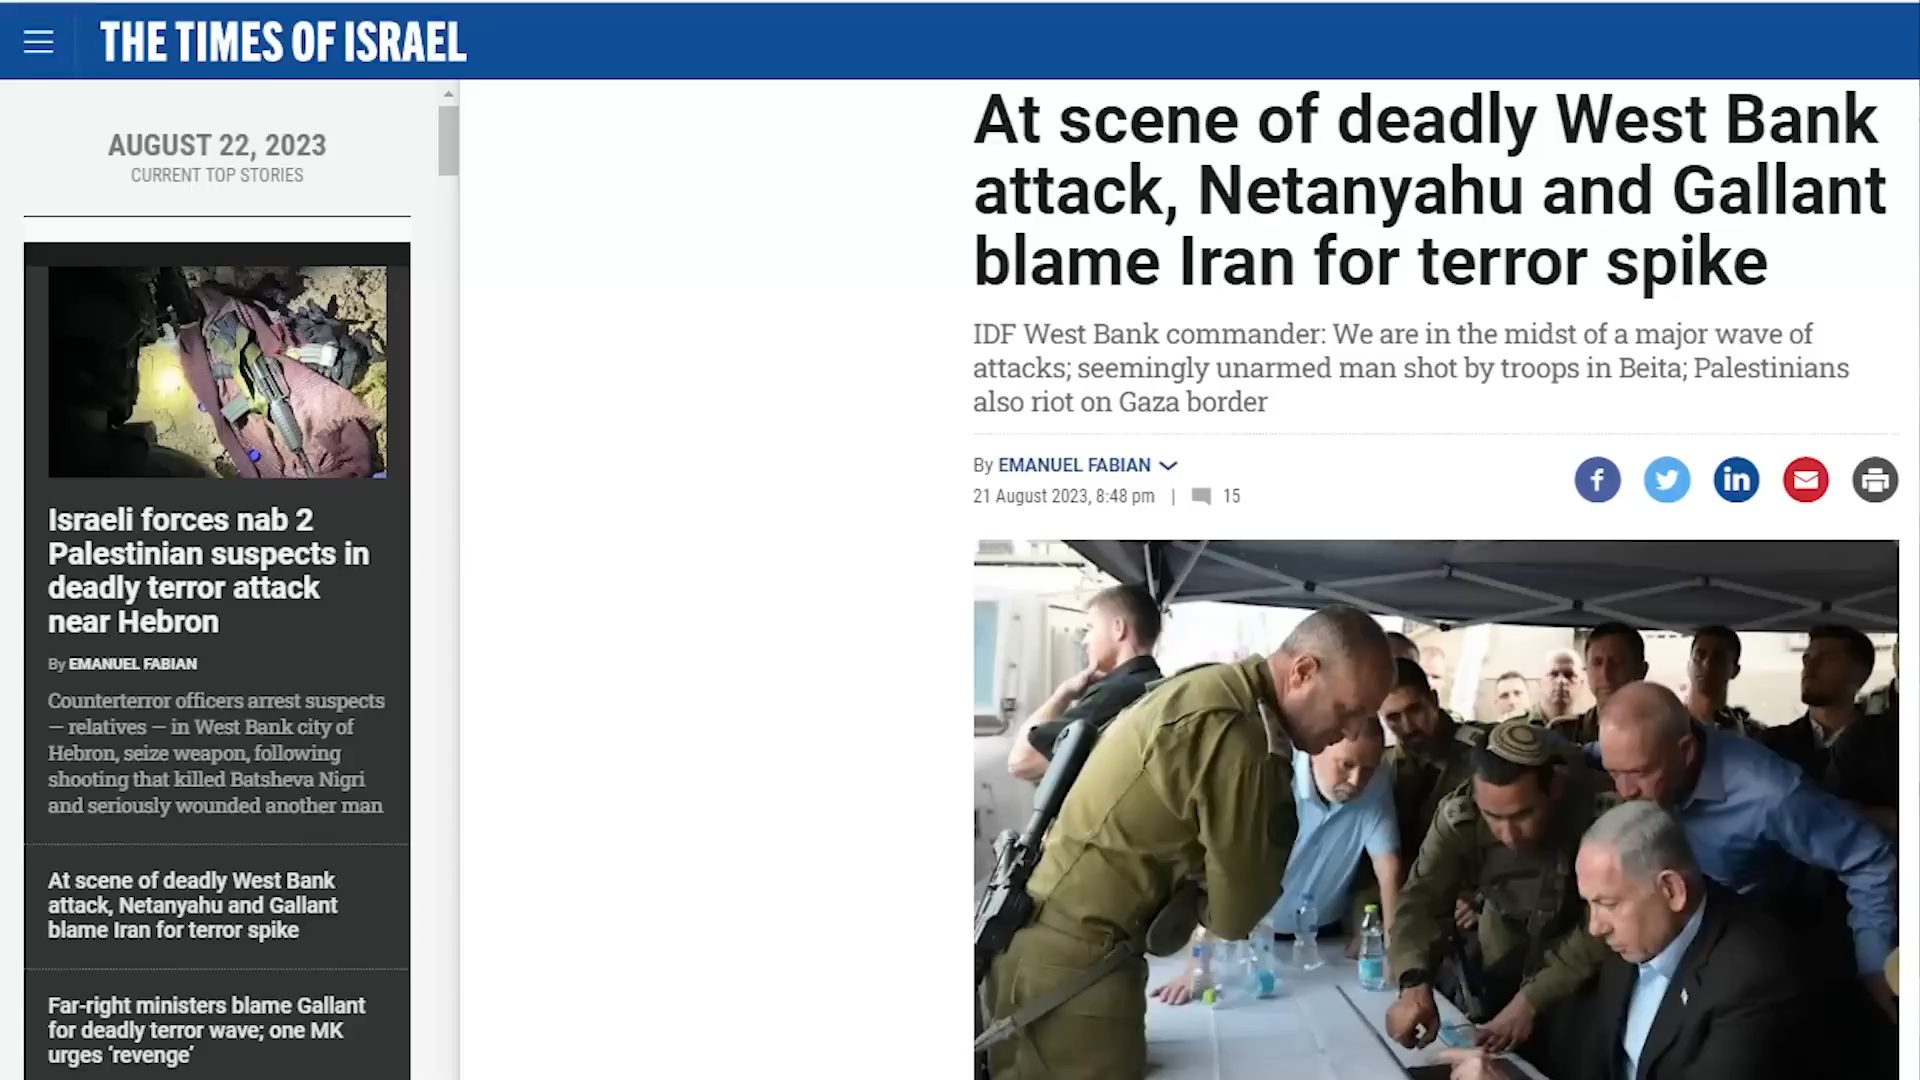 THE TIMES OF ISRAEL
AUGUST 22, 2023
CURRENT TOP STORIES
Israeli forces nab 2
Palestinian suspects in
deadly terror attack
near Hebron
By EMANUEL FABIAN
Counterterror officers arrest suspects
— relatives — in West Bank city of
Hebron, seize weapon, following
shooting that killed Batsheva Nigri
and seriously wounded another man
At scene of deadly West Bank
attack, Netanyahu and Gallant
blame Iran for terror spike
Far-right ministers blame Gallant
for deadly terror wave; one MK
urges ‘revenge’
At scene of deadly West Bank
attack, Netanyahu and Gallant
blame Iran for terror spike
IDF West Bank commander: We are in the midst of a major wave of
attacks; seemingly unarmed man shot by troops in Beita; Palestinians
also riot on Gaza border
By EMANUEL FABIAN
21 August 2023, 8:48 pm | 15